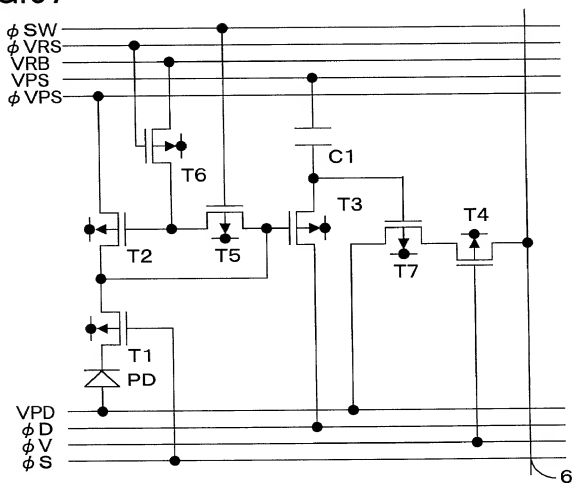 φSW
φVRS
VRB
VPS
φVPS
T6
C1
T3
T4
T2
T5
T7
T1
PD
VPD
φD
φV
φS
6